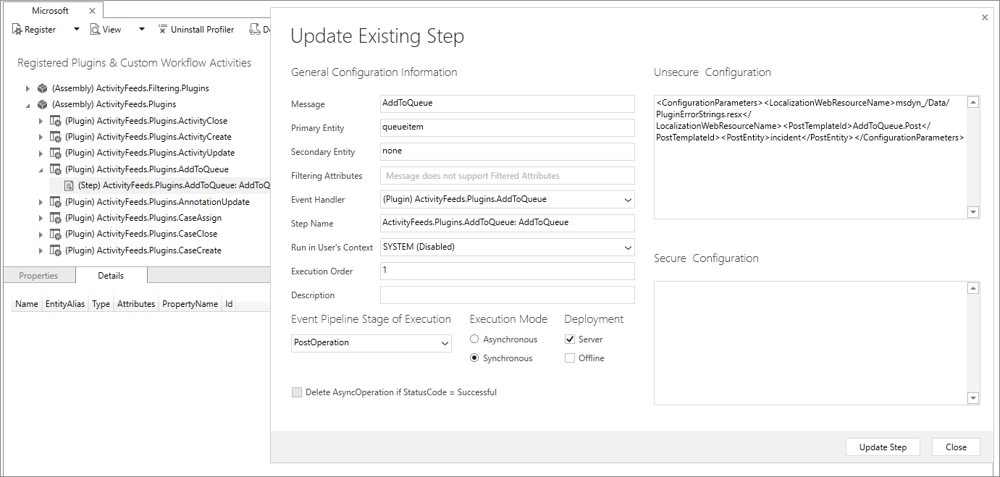 Microsoft
Register
View
Uninstall Profiler
Registered Plugins & Custom Workflow Activities
(Assembly) ActivityFeeds.Filtering.Plugins
(Assembly) ActivityFeeds.Plugins
(Plugin) ActivityFeeds.Plugins.ActivityClose
(Plugin) ActivityFeeds.Plugins.ActivityCreate
(Plugin) ActivityFeeds.Plugins.ActivityUpdate
(Plugin) ActivityFeeds.Plugins.AddToQueue
(Step) ActivityFeeds.Plugins.AddToQueue: AddToQ
(Plugin) ActivityFeeds.Plugins.AnnotationUpdate
(Plugin) ActivityFeeds.Plugins.CaseAssign
(Plugin) ActivityFeeds.Plugins.CaseClose
(Plugin) ActivityFeeds.Plugins.CaseCreate
Properties Details
Name EntityAlias Type Attributes PropertyName Id
Update Existing Step
General Configuration Information
Message AddToQueue
Primary Entity queueitem
Secondary Entity none
Filtering Attributes Message does not support Filtered Attributes
Event Handler (Plugin) ActivityFeeds.Plugins.AddToQueue
Step Name ActivityFeeds.Plugins.AddToQueue: AddToQueue
Run in User's Context SYSTEM (Disabled)
Execution Order 1
Description
Event Pipeline Stage of Execution Execution Mode Deployment
PostOperation
Asynchronous Server
Synchronous Offline
Delete AsyncOperation if StatusCode = Successful
Unsecure Configuration
<ConfigurationParameters><LocalizationWebResourceName>msdyn_/Data/
PluginErrorStrings.resx</
LocalizationWebResourceName><PostTemplateId>AddToQueue.Post</
PostTemplateId><PostEntity>incident</PostEntity></ConfigurationParameters>
Secure Configuration
Update Step Close